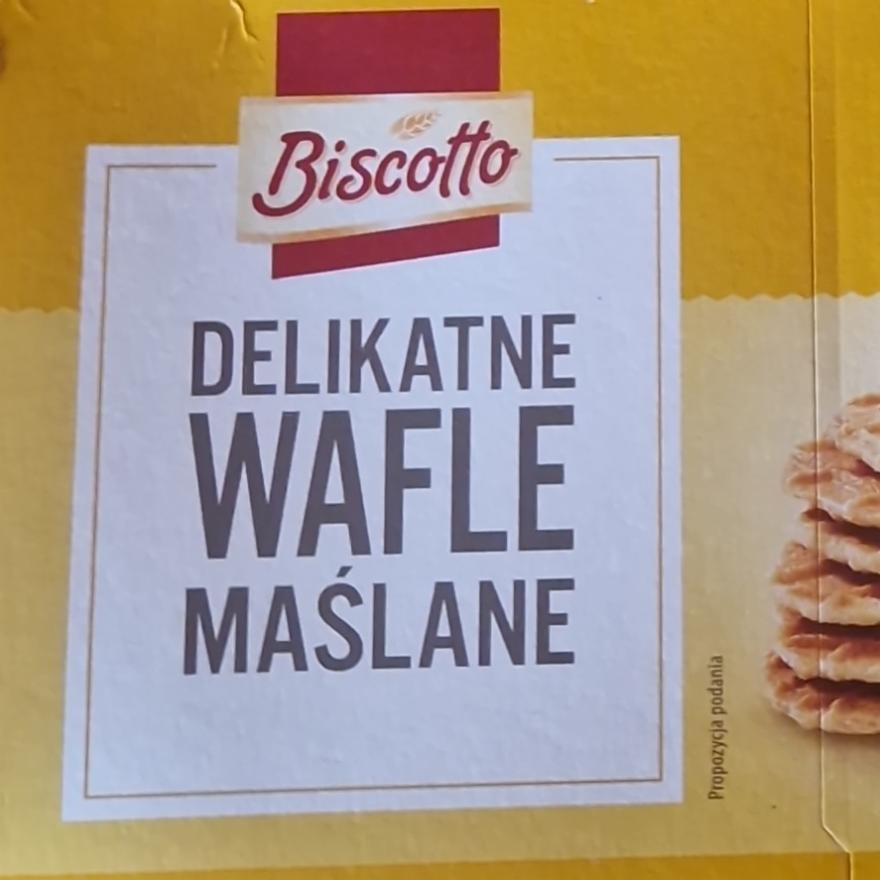 Biscotto
DELIKATNE
WAFLE
MAŚLANE
Propozycja podania